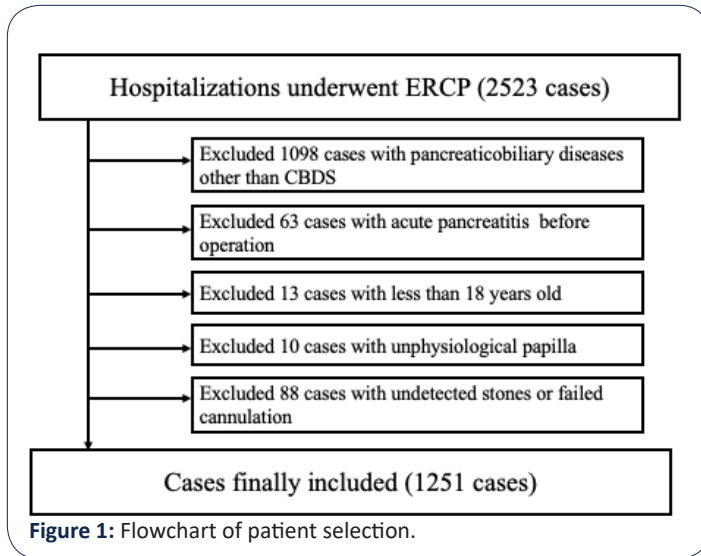 Hospitalizations underwent ERCP (2523 cases)
Excluded 1098 cases with pancreaticobiliary diseases
other than CBDS
Excluded 63 cases with acute pancreatitis before
operation
Excluded 13 cases with less than 18 years old
Excluded 10 cases with unphysiological papilla
Excluded 88 cases with undetected stones or failed
cannulation
Cases finally included (1251 cases)
Figure 1: Flowchart of patient selection.